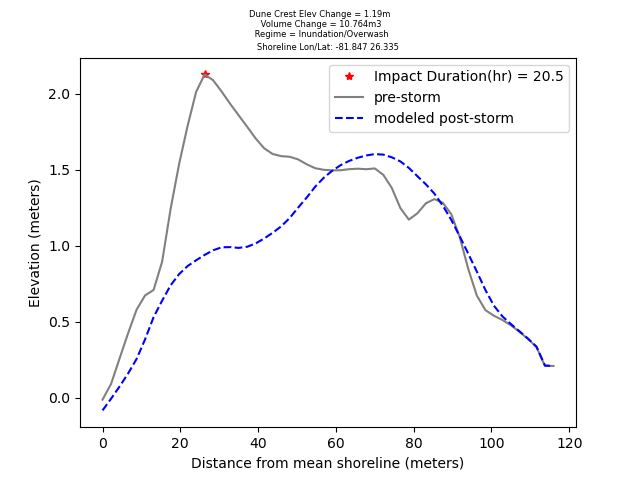 Dune Crest Elev Change = 1.19m
Volume Change = 10.764m3
Regime = Inundation/Overwash
Shoreline Lon/Lat: -81.847 26.335
Impact Duration(hr) = 20.5
pre-storm
modeled post-storm
2.0
1.5
1.0
0.5
0.0
Elevation (meters)
0 20 40 60 80 100 120
Distance from mean shoreline (meters)